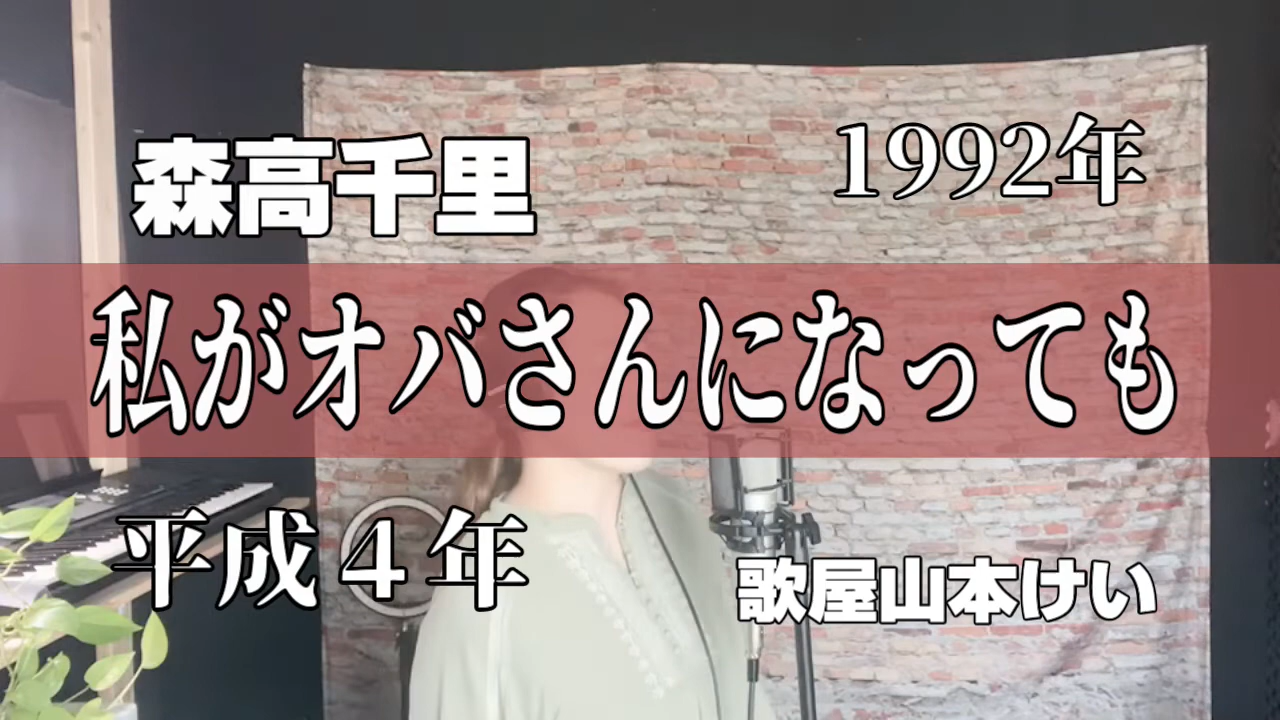 森高千里
1992年
私がオバさんになっても
平成４年
歌屋山本けい